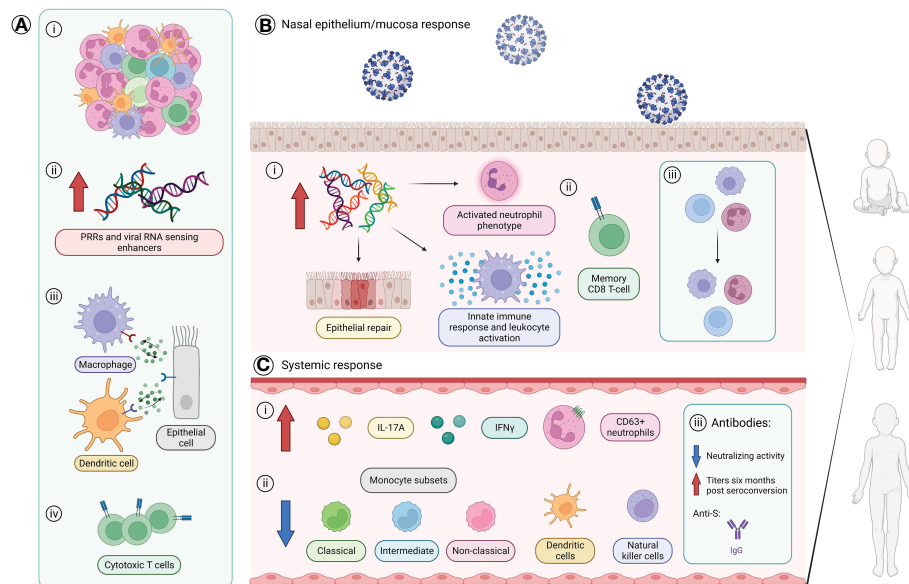 A
i
ii
PRRs and viral RNA sensing
enhancers
iii
Macrophage
Dendritic cell
Epithelial
cell
iv
Cytotoxic T cells
B Nasal epithelium/mucosa response
i
Activated neutrophil
phenotype
Epithelial repair
Innate immune
response and leukocyte
activation
ii
Memory
CD8 T-cell
iii
C Systemic response
i
IL-17A
IFNγ
CD63+
neutrophils
ii
Monocyte subsets
Classical
Intermediate
Non-classical
Dendritic
cells
Natural
killer cells
iii Antibodies:
Neutralizing activity
Titers six months
post seroconversion
Anti-S:
IgG